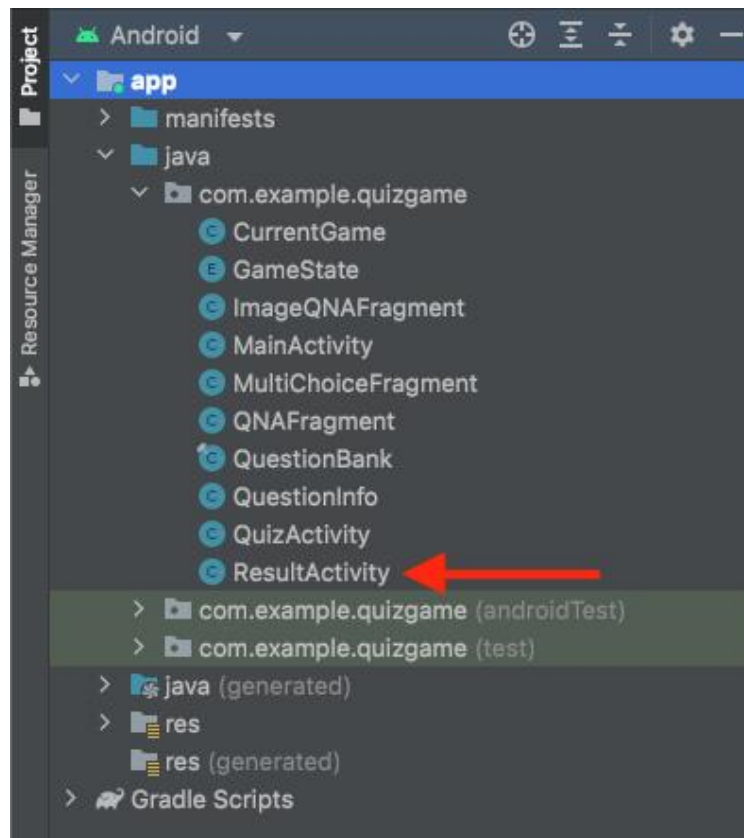 Project
Resource Manager
Android
app
manifests
java
com.example.quizgame
C CurrentGame
E GameState
C ImageQNAFragment
C MainActivity
C MultiChoiceFragment
C QNAFragment
C QuestionBank
C QuestionInfo
C QuizActivity
C ResultActivity
com.example.quizgame (androidTest)
com.example.quizgame (test)
java (generated)
res
res (generated)
Gradle Scripts